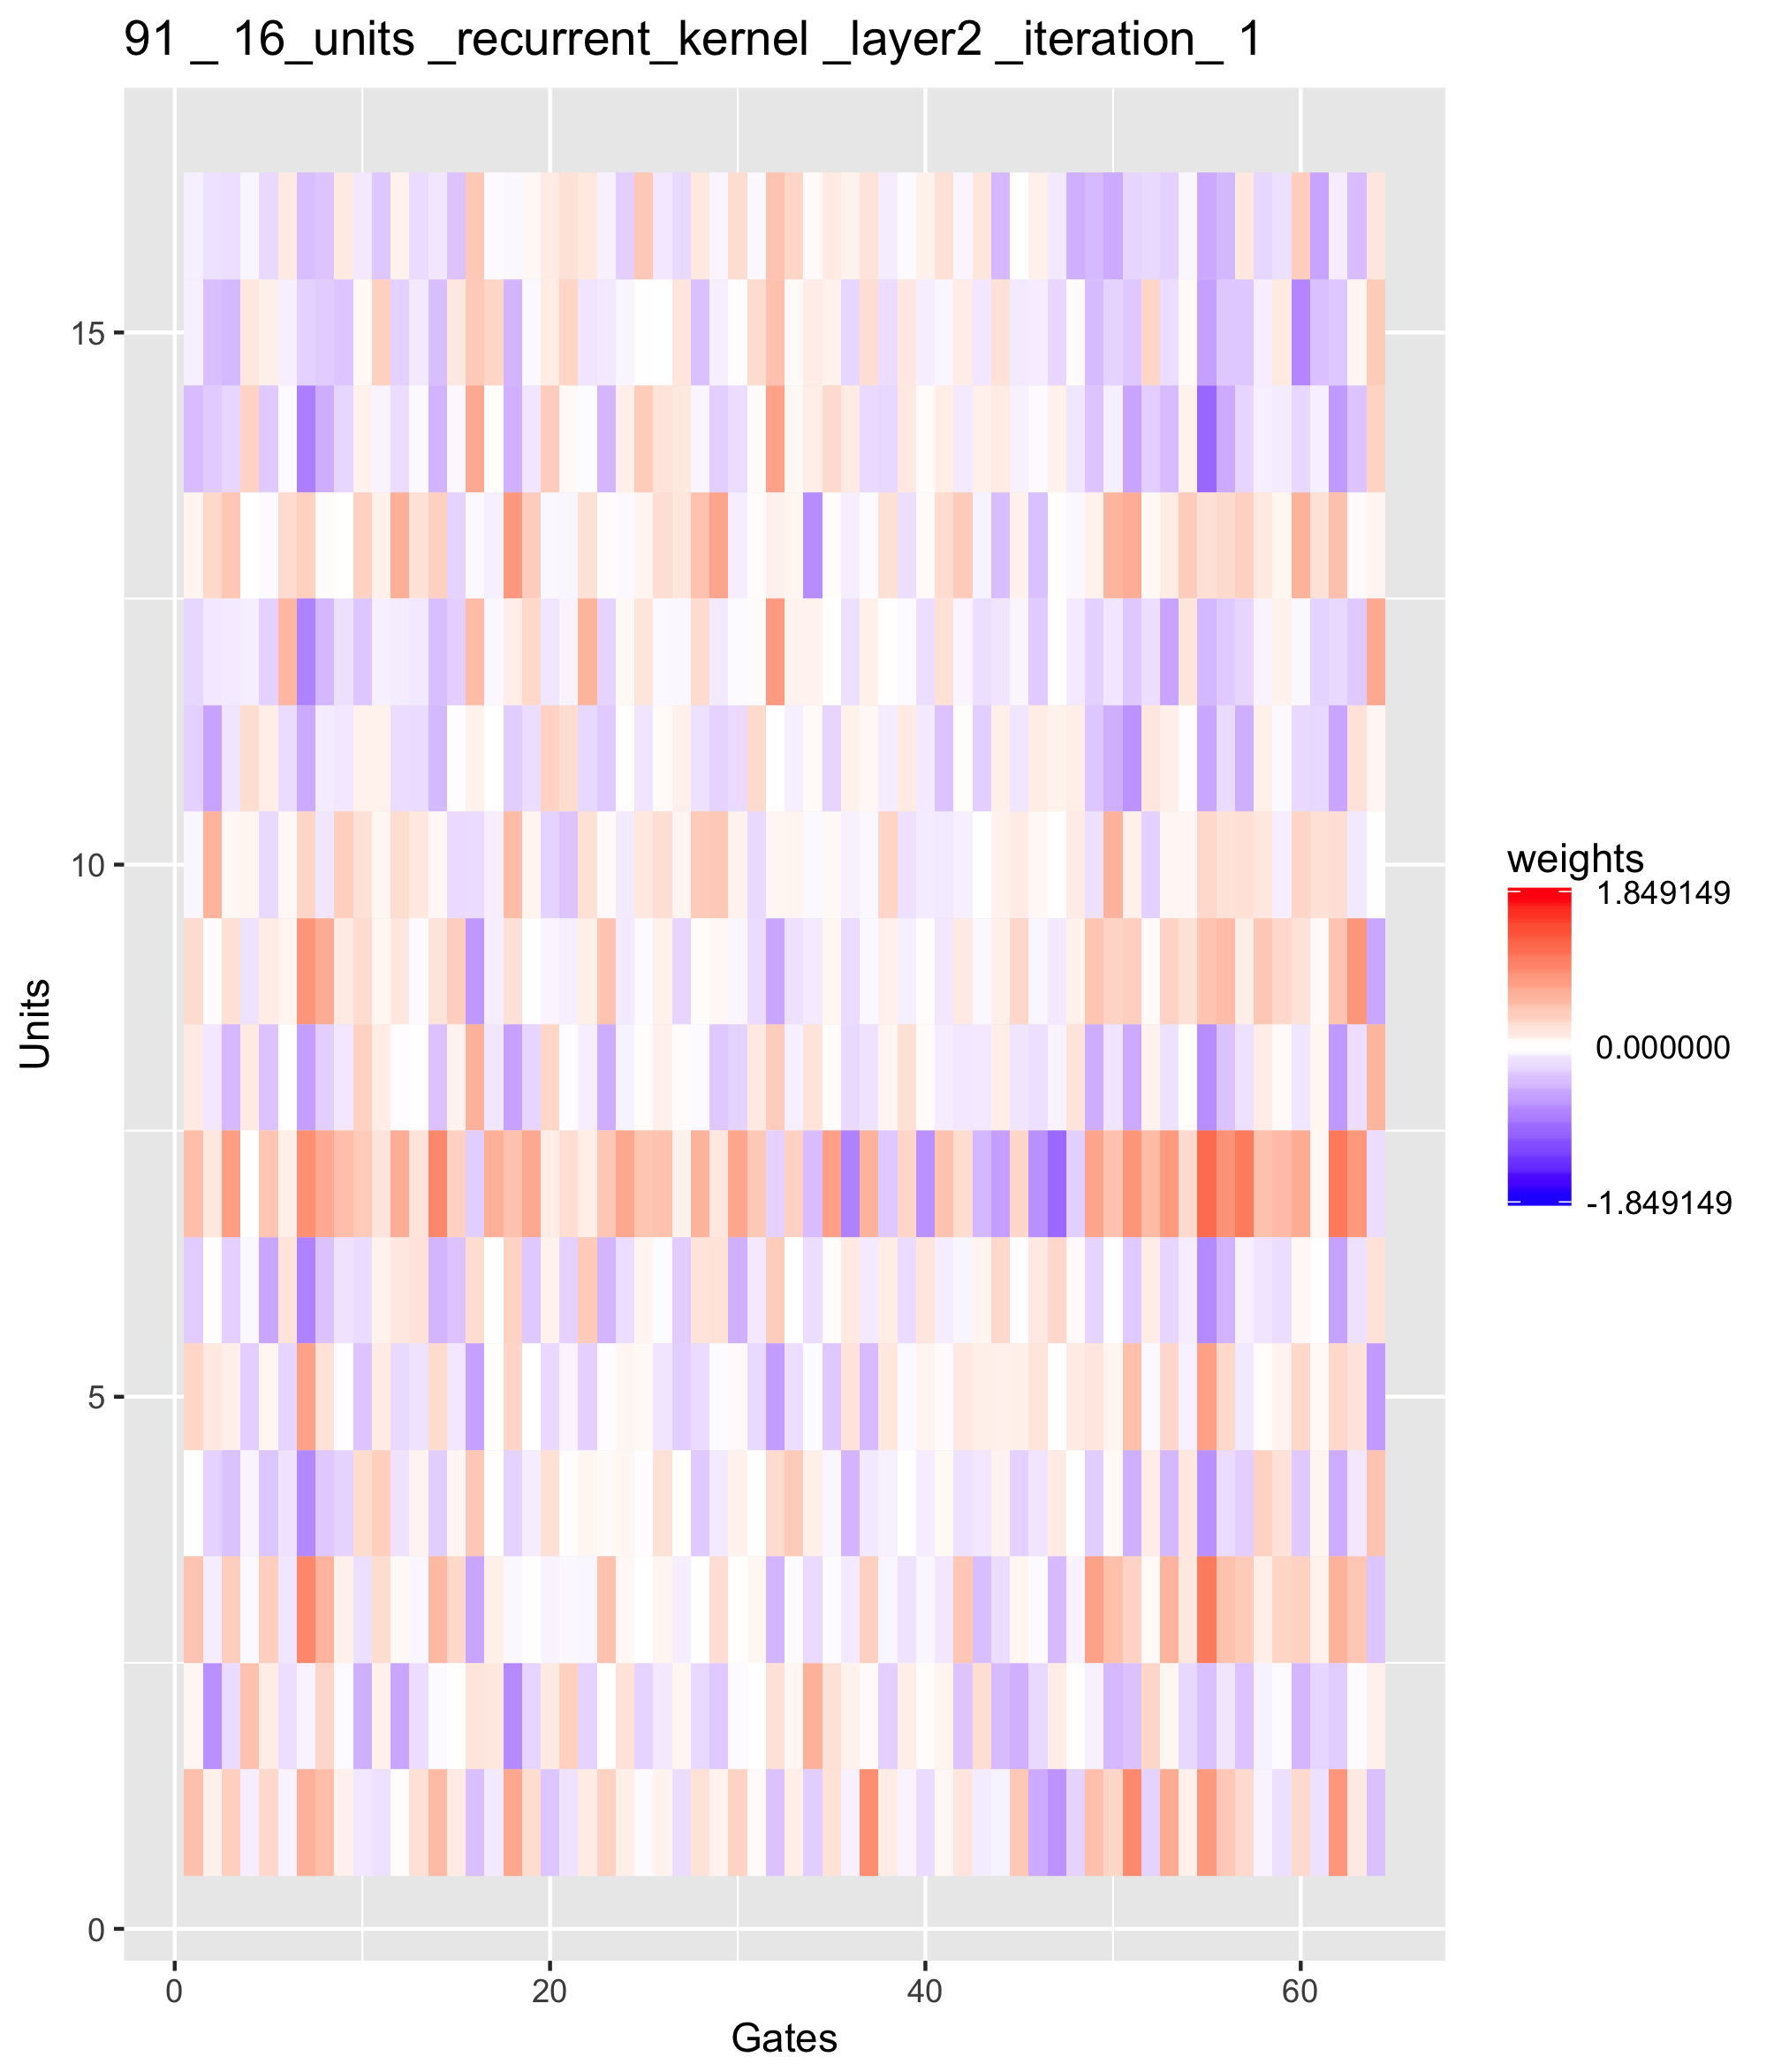 91 _ 16_units _recurrent_kernel _layer2 _iteration_ 1
15
10
5
0
Units
0 20 40 60
Gates
weights
1.849149
0.000000
-1.849149